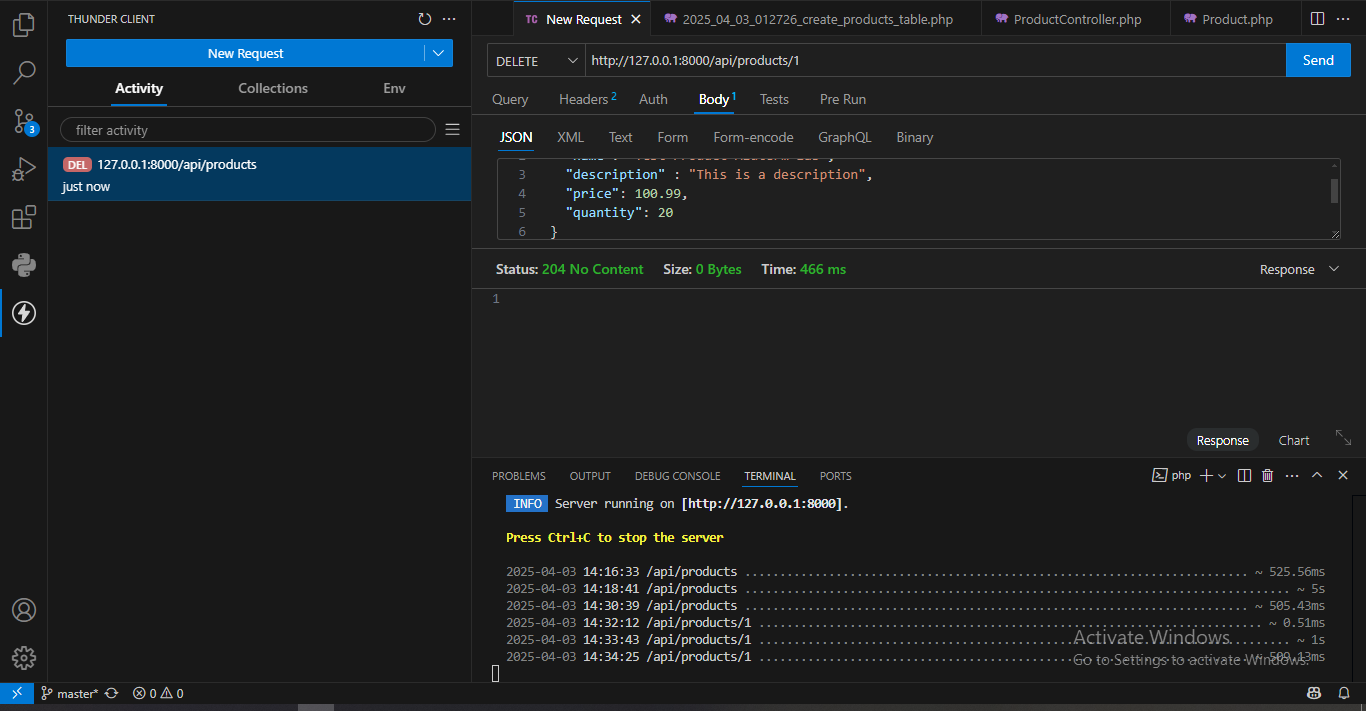 THUNDER CLIENT
New Request
Activity Collections Env
filter activity
DEL 127.0.0.1:8000/api/products
just now
3
TC New Request 2025_04_03_012726_create_products_table.php ProductController.php Product.php
DELETE http://127.0.0.1:8000/api/products/1 Send
Query Headers 2 Auth Body 1 Tests Pre Run
JSON XML Text Form Form-encode GraphQL Binary
3 "description" : "This is a description",
4 "price": 100.99,
5 "quantity": 20
6 }
Status: 204 No Content Size: 0 Bytes Time: 466 ms Response
1
Response Chart
PROBLEMS OUTPUT DEBUG CONSOLE TERMINAL PORTS php
INFO Server running on [http://127.0.0.1:8000].
Press Ctrl+C to stop the server
2025-04-03 14:16:33 /api/products ~ 525.56ms
2025-04-03 14:18:41 /api/products ~ 5s
2025-04-03 14:30:39 /api/products ~ 505.43ms
2025-04-03 14:32:12 /api/products/1 ~ 0.51ms
2025-04-03 14:33:43 /api/products/1 ~ 1s
2025-04-03 14:34:25 /api/products/1 509.13ms
Activate Windows
Go to Settings to activate Windows.
master* 0 0